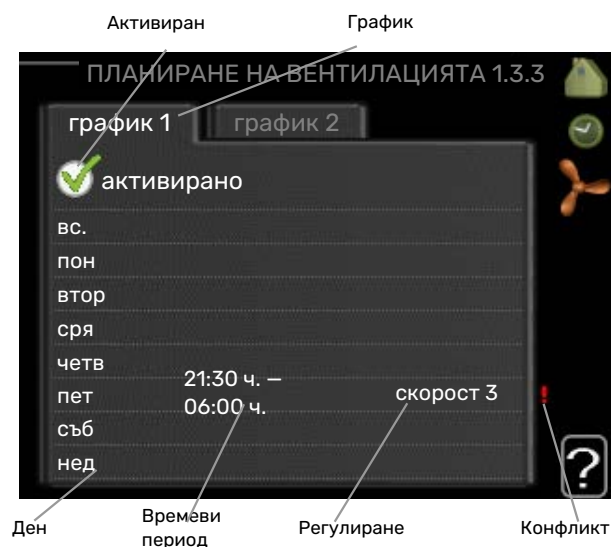 Активиран График
ПЛАНИРАНЕ НА ВЕНТИЛАЦИЯТА 1.3.3
график 1 график 2
активирано
вс.
пон
втор
сря
четв
пет 21:30 ч. – скорост 3 !
06:00 ч.
съб
нед
?
Ден Времеви Регулиране Конфликт
период